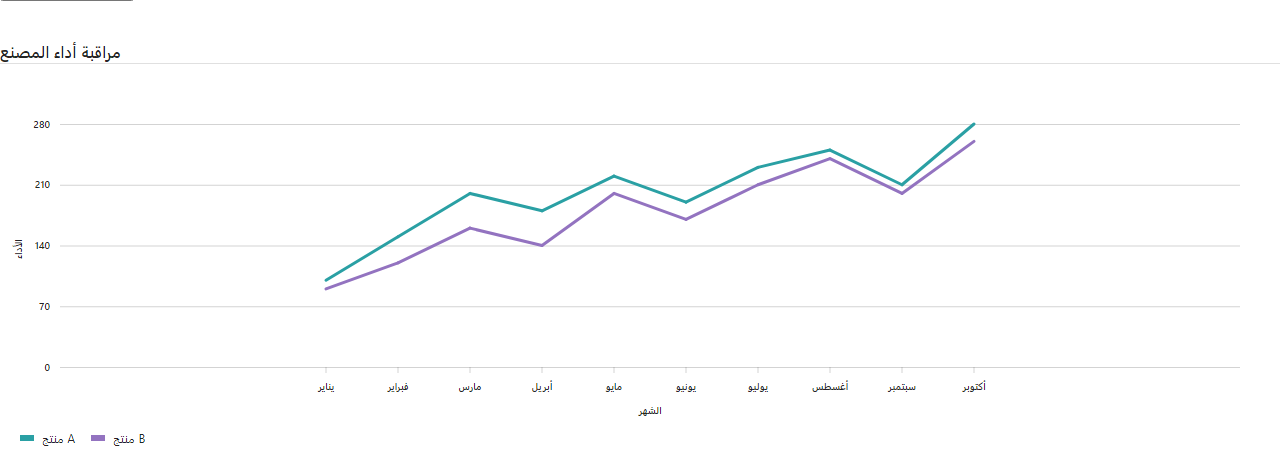 مراقبة أداء المصنع
280
210
140
70
0
الأداء
يناير فبراير مارس أبريل مايو يونيو يوليو أغسطس سبتمبر أكتوبر
الشهر
منتج A منتج B